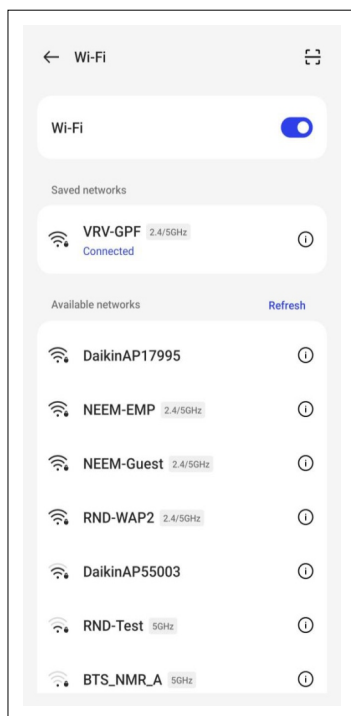 Wi-Fi
Wi-Fi
Saved networks
VRV-GPF 2.4/5GHz
Connected
Available networks Refresh
DaikinAP17995
NEEM-EMP 2.4/5GHz
NEEM-Guest 2.4/5GHz
RND-WAP2 2.4/5GHz
DaikinAP55003
RND-Test 5GHz
BTS_NMR_A 5GHz